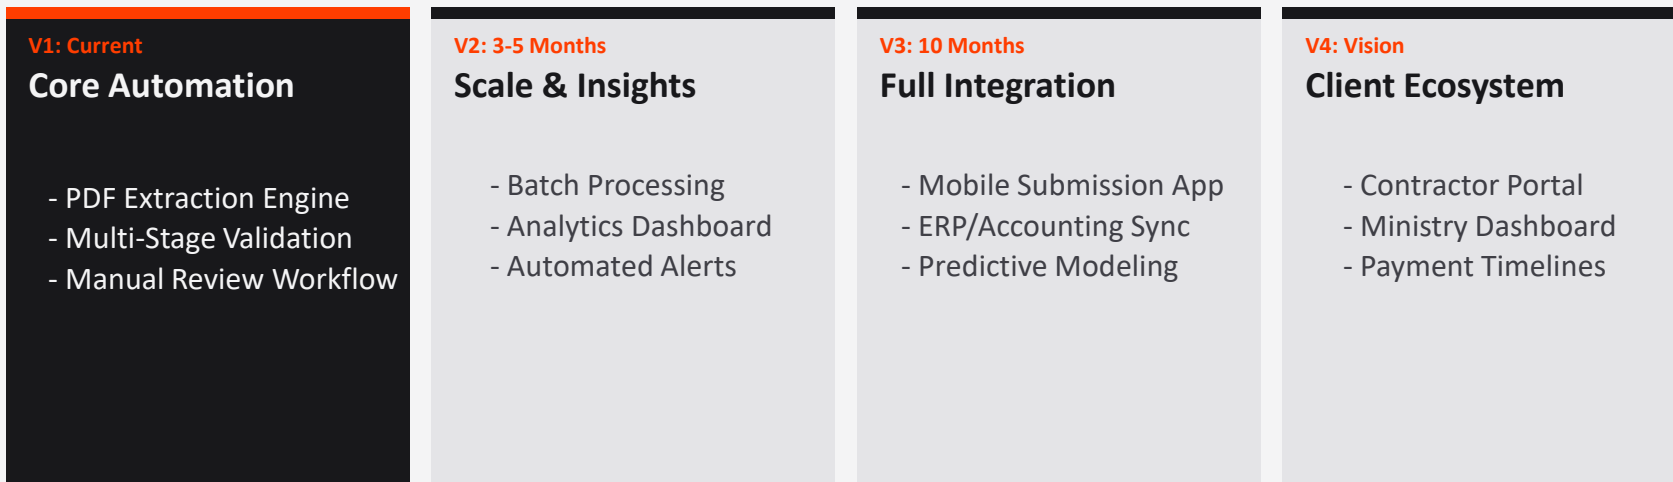 V1: Current
Core Automation
- PDF Extraction Engine
- Multi-Stage Validation
- Manual Review Workflow
V2: 3-5 Months
Scale & Insights
- Batch Processing
- Analytics Dashboard
- Automated Alerts
V3: 10 Months
Full Integration
- Mobile Submission App
- ERP/Accounting Sync
- Predictive Modeling
V4: Vision
Client Ecosystem
- Contractor Portal
- Ministry Dashboard
- Payment Timelines